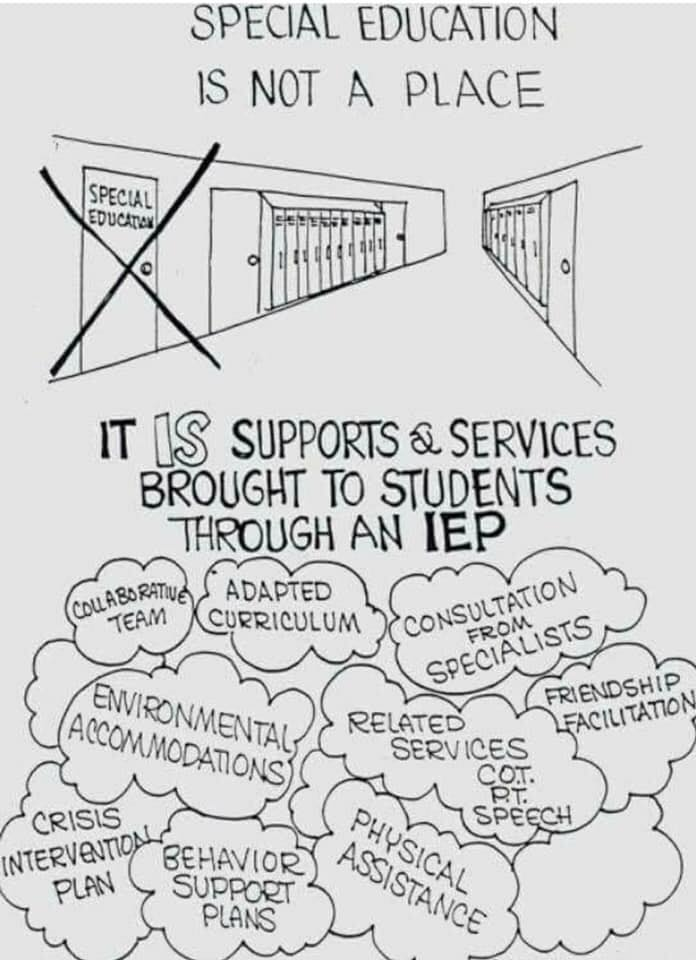 SPECIAL EDUCATION
IS NOT A PLACE
SPECIAL
EDUCATION
IT IS SUPPORTS & SERVICES
BROUGHT TO STUDENTS
THROUGH AN IEP
COLLABORATIVE
TEAM
ADAPTED
CURRICULUM
CONSULTATION
FROM
SPECIALISTS
ENVIRONMENTAL
ACCOMMODATIONS
RELATED
SERVICES
C O.T.
P.T.
SPEECH
FRIENDSHIP
FACILITATION
CRISIS
INTERVENTION
PLAN
BEHAVIOR
SUPPORT
PLANS
PHYSICAL
ASSISTANCE